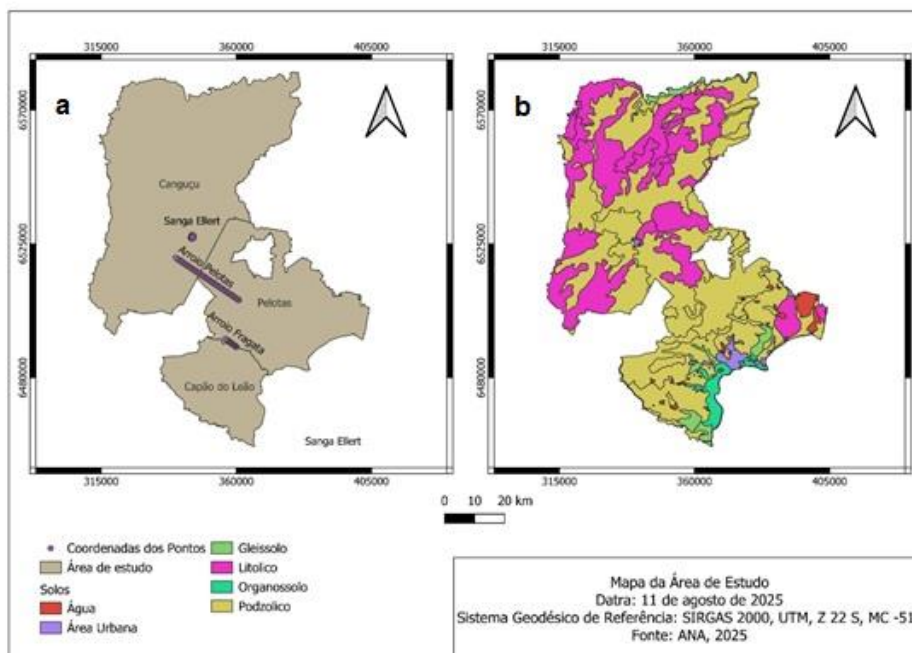 315000 360000 405000
315000 360000 405000
a
b
6570000
6525000
6480000
6570000
6525000
6480000
Canguçu
Sanga Ellert
Arroio Pelotas
Pelotas
Arroio Fragata
Capão do Leão
Sanga Ellert
315000 360000 405000
315000 360000 405000
0 10 20 km
Coordenadas dos Pontos
Área de estudo
Solos
Água
Área Urbana
Gleissolo
Litolico
Organossolo
Podzolico
Mapa da Área de Estudo
Datra: 11 de agosto de 2025
Sistema Geodésico de Referência: SIRGAS 2000, UTM, Z 22 S, MC -51
Fonte: ANA, 2025